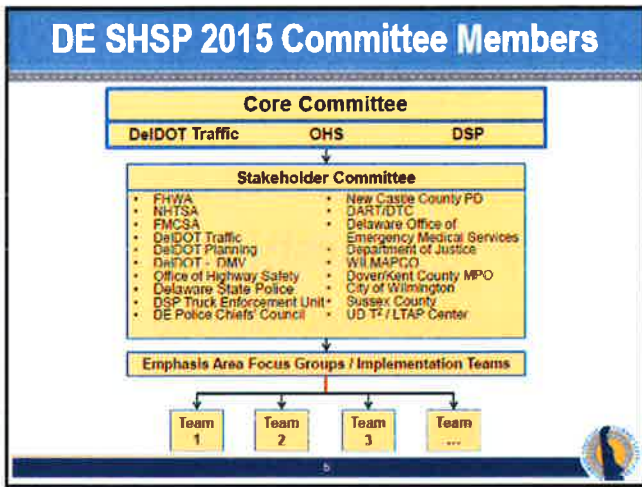 DE SHSP 2015 Committee Members
Core Committee
DelDOT Traffic OHS DSP
Stakeholder Committee
• FHWA
• NHTSA
• FMCSA
• DelDOT Traffic
• DelDOT Planning
• DelDOT - DMV
• Office of Highway Safety
• Delaware State Police
• DSP Truck Enforcement Unit
• DE Police Chiefs' Council
• New Castle County PD
• DART/DTC
• Delaware Office of
Emergency Medical Services
• Department of Justice
• WILMAPCO
• Dover/Kent County MPO
• City of Wilmington
• Sussex County
• UD T² / LTAP Center
Emphasis Area Focus Groups / Implementation Teams
Team
1
Team
2
Team
3
Team
...